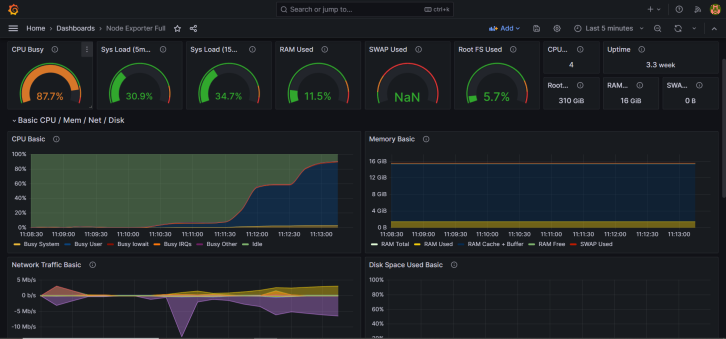 Search or jump to...
ctrl+k
Home › Dashboards › Node Exporter Full
Add
Last 5 minutes
CPU Busy
87.7%
Sys Load (5m...
30.9%
Sys Load (15...
34.7%
RAM Used
11.5%
SWAP Used
NaN
Root FS Used
5.7%
CPU...
4
Uptime
3.3 week
Root...
310 GiB
RAM...
16 GiB
SWA...
0 B
Basic CPU / Mem / Net / Disk
CPU Basic
100%
80%
60%
40%
20%
0%
11:08:30 11:09:00 11:09:30 11:10:00 11:10:30 11:11:00 11:11:30 11:12:00 11:12:30 11:13:00
Busy System Busy User Busy Iowait Busy IRQs Busy Other Idle
Memory Basic
16 GiB
12 GiB
8 GiB
4 GiB
0 B
11:08:30 11:09:00 11:09:30 11:10:00 11:10:30 11:11:00 11:11:30 11:12:00 11:12:30 11:13:00
RAM Total RAM Used RAM Cache + Buffer RAM Free SWAP Used
Network Traffic Basic
5 Mb/s
0 b/s
-5 Mb/s
-10 Mb/s
Disk Space Used Basic
100%
80%
60%
40%
20%